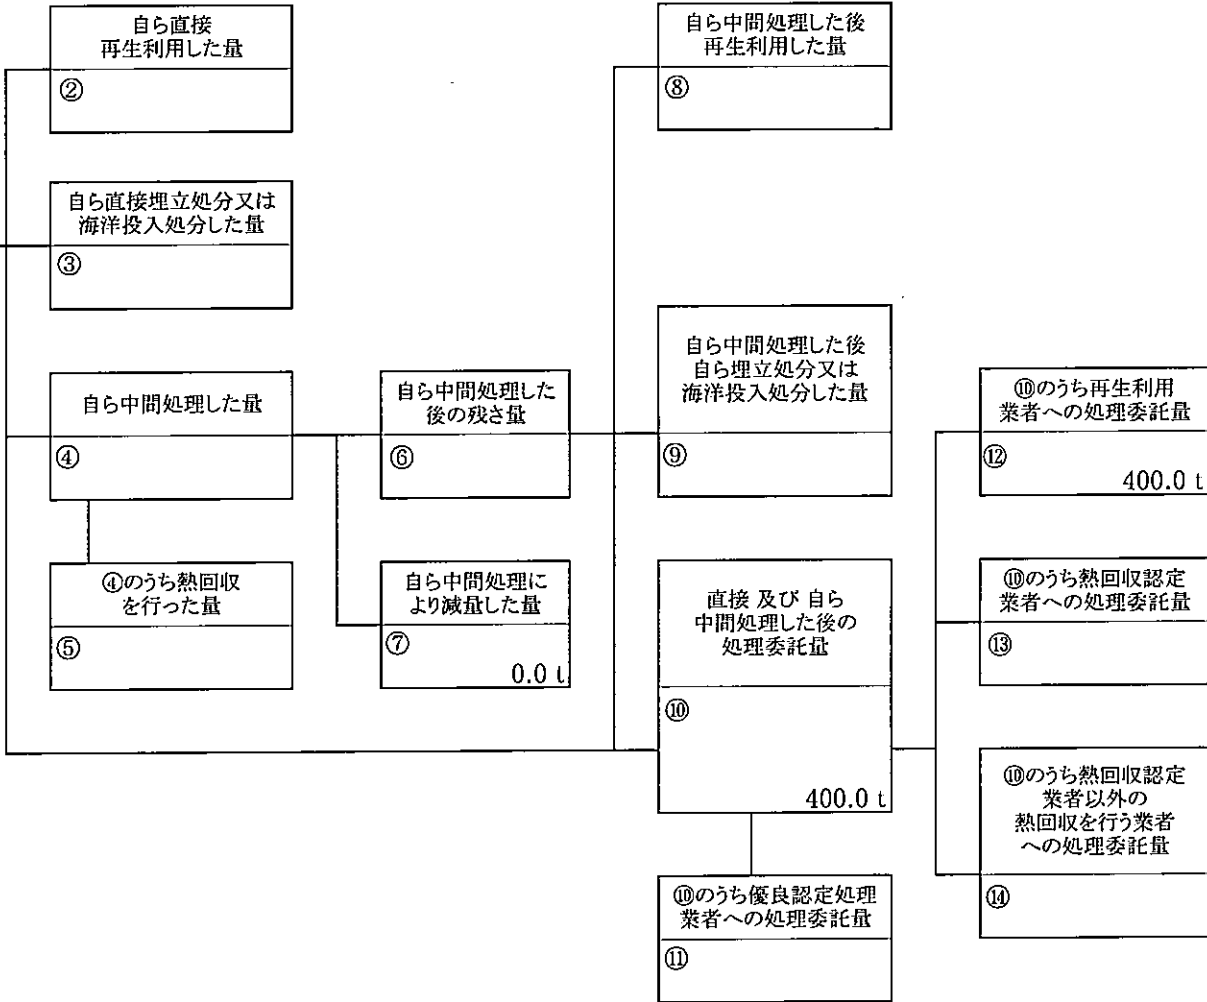 自ら直接
再生利用した量
②
自ら直接埋立処分又は
海洋投入処分した量
③
自ら中間処理した量
④
④のうち熱回収
を行った量
⑤
自ら中間処理した
後の残さ量
⑥
自ら中間処理に
より減量した量
⑦
0.0 t
自ら中間処理した後
再生利用した量
⑧
自ら中間処理した後
自ら埋立処分又は
海洋投入処分した量
⑨
直接 及び 自ら
中間処理した後の
処理委託量
⑩
400.0 t
⑩のうち優良認定処理
業者への処理委託量
⑪
⑩のうち再生利用
業者への処理委託量
⑫
400.0 t
⑩のうち熱回収認定
業者への処理委託量
⑬
⑩のうち熱回収認定
業者以外の
熱回収を行う業者
への処理委託量
⑭